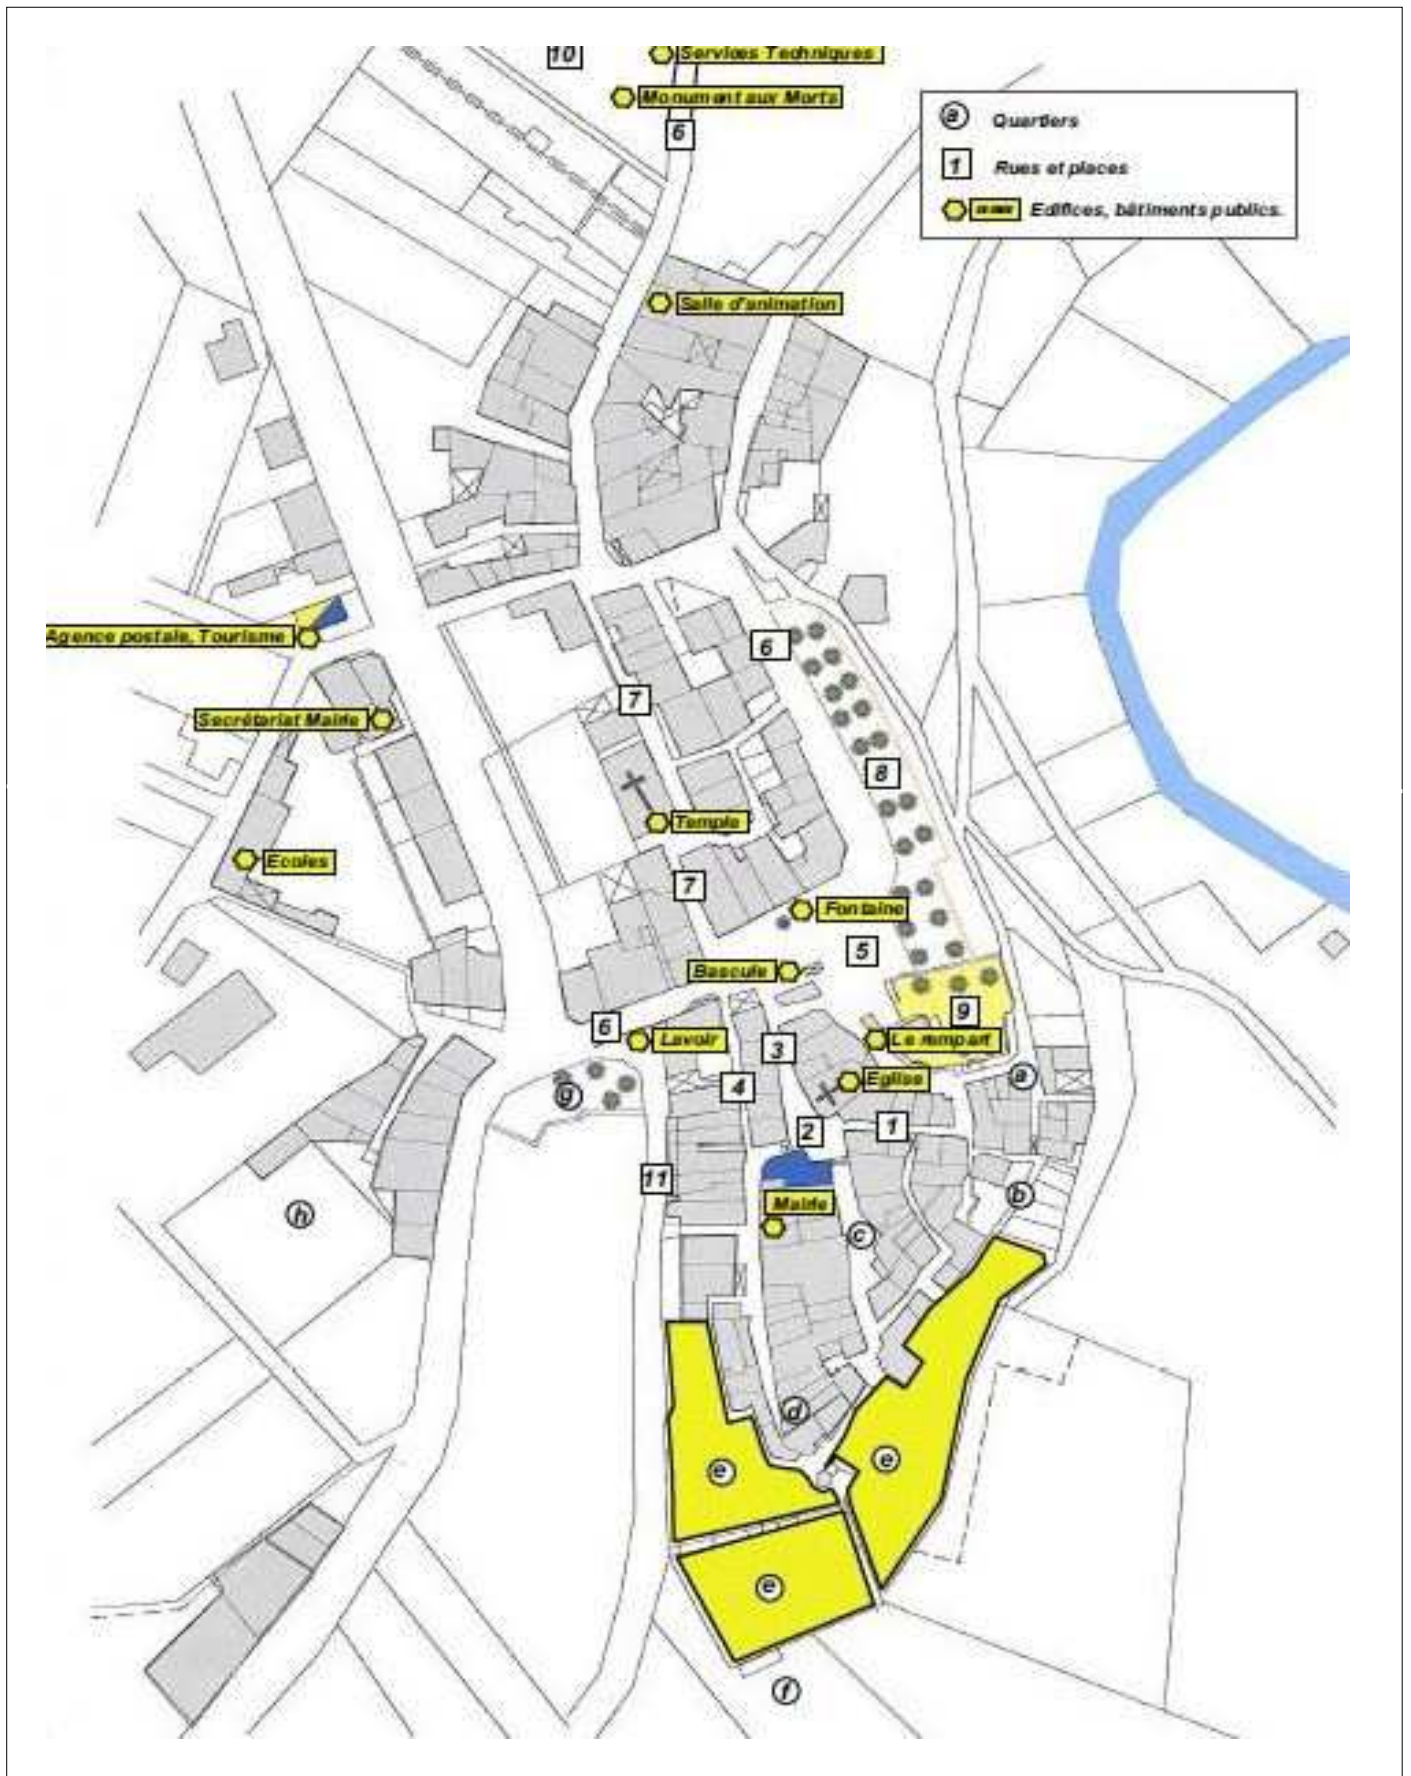 10
Services Techniques
Monument aux Morts
6
a Quartiers
1 Rues et places
Edifices, bâtiments publics.
Salle d'animation
Agence postale, Tourisme
6
7
Secrétariat Mairie
8
Temple
Ecoles
7
Fontaine
5
Bascule
9
6
Lavoir
3
Le rempart
a
Eglise
4
g
2
1
11
b
Mairie
h
c
d
e
e
e
f